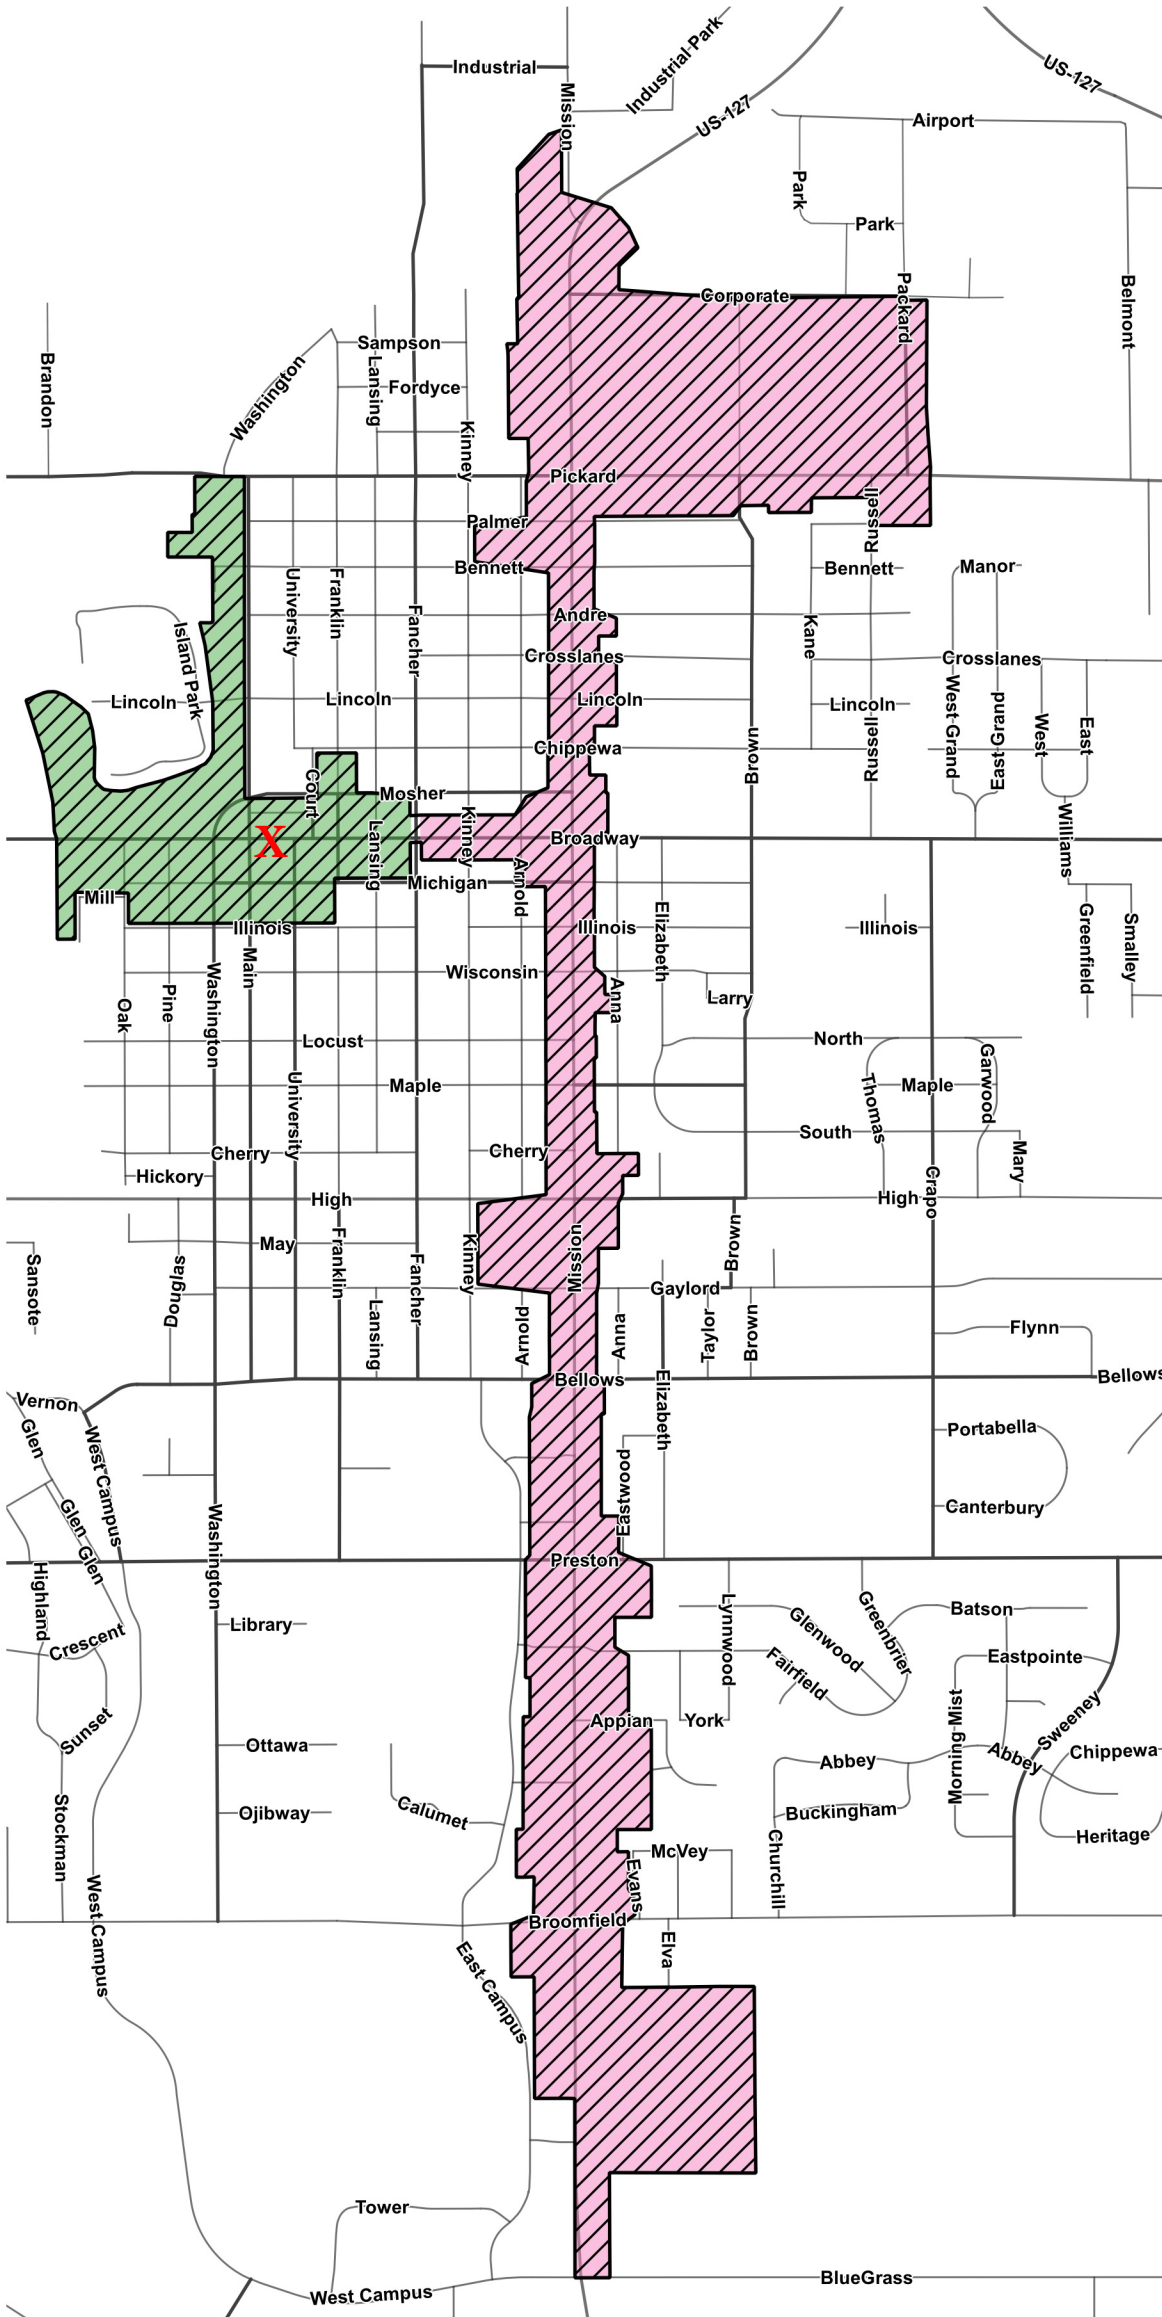 Industrial
Industrial Park
Mission
US-127
US-127
Airport
Park
Park
Packard
Belmont
Corporate
Brandon
Washington
Sampson
Lansing
Fordyce
Kinney
Pickard
Palmer
Russell
Bennett
Bennett
Manor
University
Franklin
Fancher
Andre
Kane
Island Park
Crosslanes
Crosslanes
Lincoln
Lincoln
Lincoln
Lincoln
West Grand
East Grand
West
East
Russell
Brown
Chippewa
Court
Mosher
Kinney
Williams
X
Lansing
Broadway
Mill
Michigan
Arnold
Illinois
Illinois
Illinois
Elizabeth
Greenfield
Smalley
Main
Washington
Wisconsin
Oak
Pine
Anna
Larry
Locust
North
University
Maple
Thomas
Maple
Garwood
South
Cherry
Cherry
Mary
Hickory
High
High
Crapo
May
Franklin
Fancher
Kinney
Mission
Brown
Sansote
Douglas
Gaylord
Lansing
Arnold
Anna
Taylor
Brown
Flynn
Bellows
Bellows
Elizabeth
Vernon
Glen
West Campus
Portabella
Eastwood
Canterbury
Glen
Glen
Washington
Preston
Highland
Library
Crescent
Lynnwood
Glenwood
Greenbrier
Batson
Fairfield
Eastpointe
Sunset
Appian
York
Morning Mist
Sweeney
Ottawa
Abbey
Abbey
Chippewa
Stockman
Ojibway
Calumet
Buckingham
Churchill
Heritage
McVey
Evans
West Campus
Broomfield
Elva
East Campus
Tower
West Campus
BlueGrass